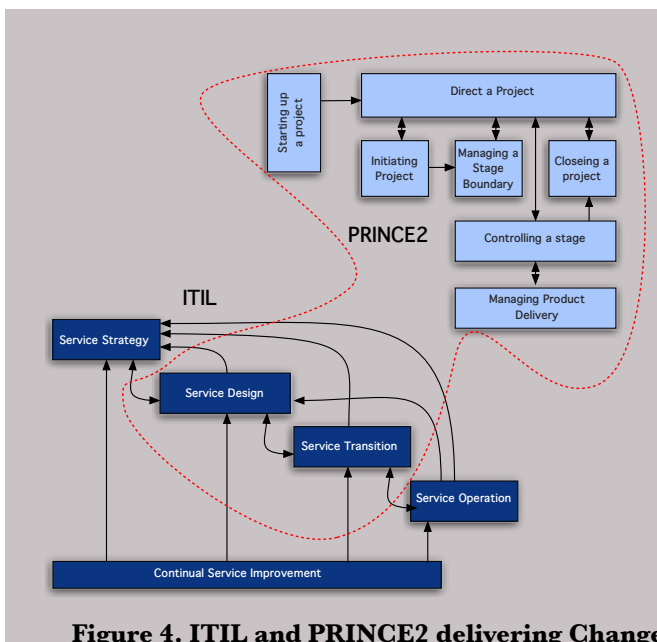 Starting up
a project
Direct a Project
Initiating
Project
Managing a
Stage
Boundary
Closeing a
project
PRINCE2
Controlling a stage
Managing Product
Delivery
ITIL
Service Strategy
Service Design
Service Transition
Service Operation
Continual Service Improvement
Figure 4. ITIL and PRINCE2 delivering Change